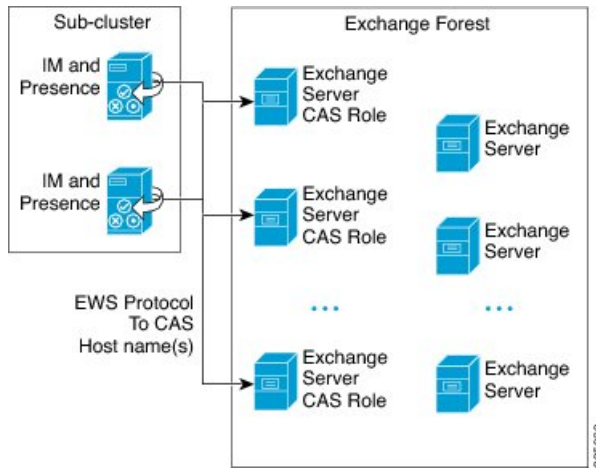 Sub-cluster
IM and
Presence
IM and
Presence
EWS Protocol
To CAS
Host name(s)
Exchange Forest
Exchange
Server
CAS Role
Exchange
Server
Exchange
Server
CAS Role
Exchange
Server
Exchange
Server
CAS Role
Exchange
Server